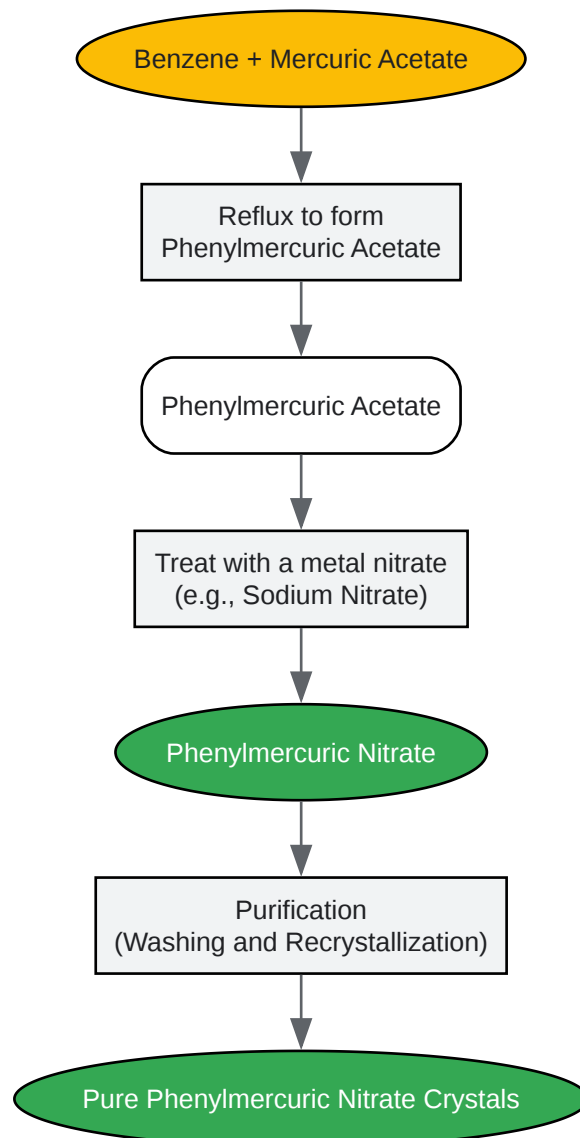 Benzene + Mercuric Acetate
Reflux to form
Phenylmercuric Acetate
Phenylmercuric Acetate
Treat with a metal nitrate
(e.g., Sodium Nitrate)
Phenylmercuric Nitrate
Purification
(Washing and Recrystallization)
Pure Phenylmercuric Nitrate Crystals